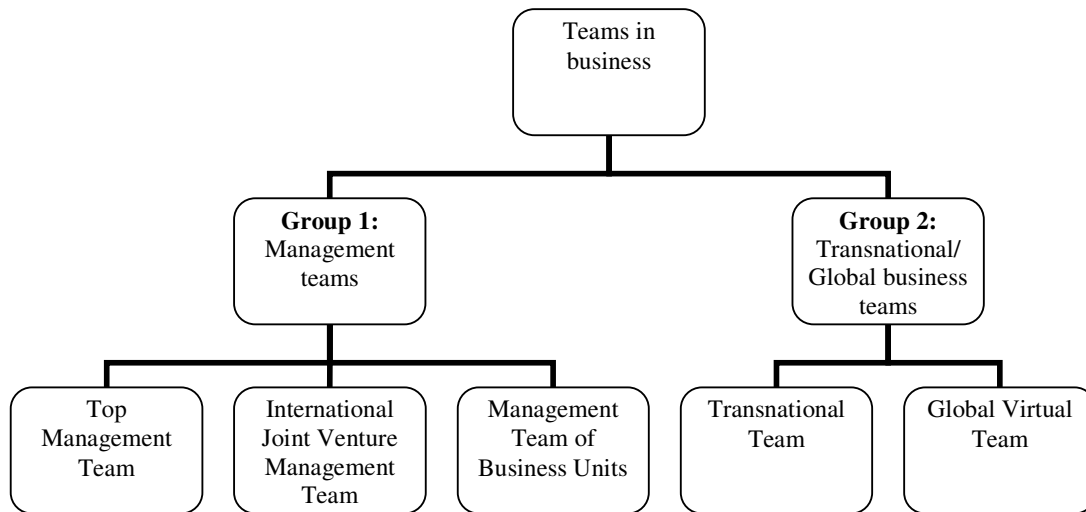 Teams in
business
Group 1:
Management
teams
Group 2:
Transnational/
Global business
teams
Top
Management
Team
International
Joint Venture
Management
Team
Management
Team of
Business Units
Transnational
Team
Global Virtual
Team